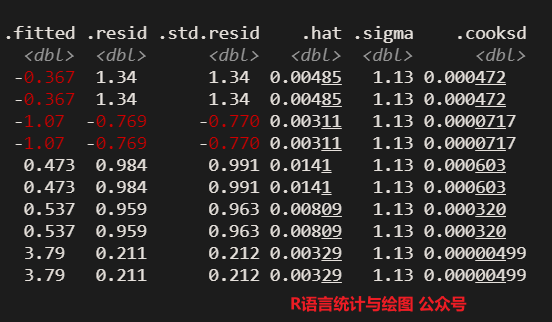 .fitted .resid .std.resid .hat .sigma .cooksd
<dbl> <dbl> <dbl> <dbl> <dbl> <dbl>
-0.367 1.34 1.34 0.00485 1.13 0.000472
-0.367 1.34 1.34 0.00485 1.13 0.000472
-1.07 -0.769 -0.770 0.00311 1.13 0.0000717
-1.07 -0.769 -0.770 0.00311 1.13 0.0000717
0.473 0.984 0.991 0.0141 1.13 0.000603
0.473 0.984 0.991 0.0141 1.13 0.000603
0.537 0.959 0.963 0.00809 1.13 0.000320
0.537 0.959 0.963 0.00809 1.13 0.000320
3.79 0.211 0.212 0.00329 1.13 0.00000499
3.79 0.211 0.212 0.00329 1.13 0.00000499
R语言统计与绘图 公众号